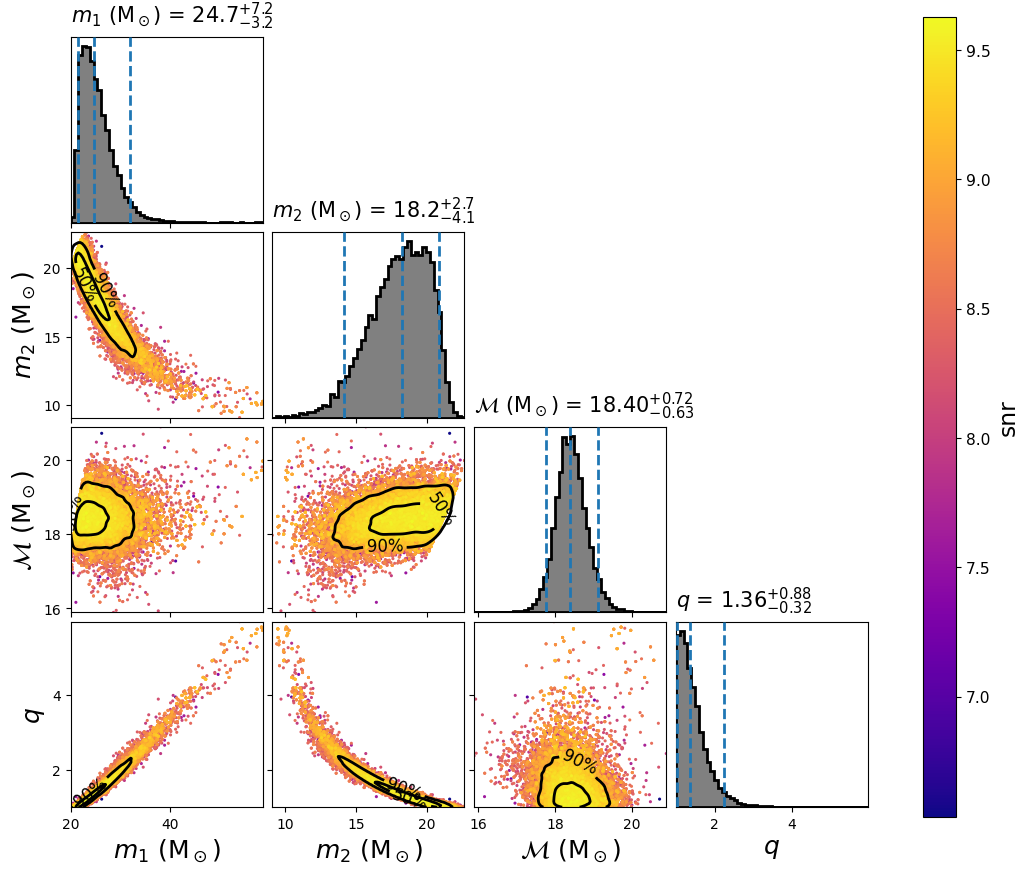 m₁ (M⊙) = 24.7 +7.2 −3.2
9.5
m₂ (M⊙) = 18.2 +2.7 −4.1
9.0
20
15
10
m₂ (M⊙)
90%
50%
8.5
ℳ (M⊙) = 18.40 +0.72 −0.63
snr
8.0
20
18
16
ℳ (M⊙)
50%
90%
7.5
q = 1.36 +0.88 −0.32
7.0
4
2
q
90%
90%
90%
20 40
10 15 20
16 18 20
2 4
m₁ (M⊙)
m₂ (M⊙)
ℳ (M⊙)
q